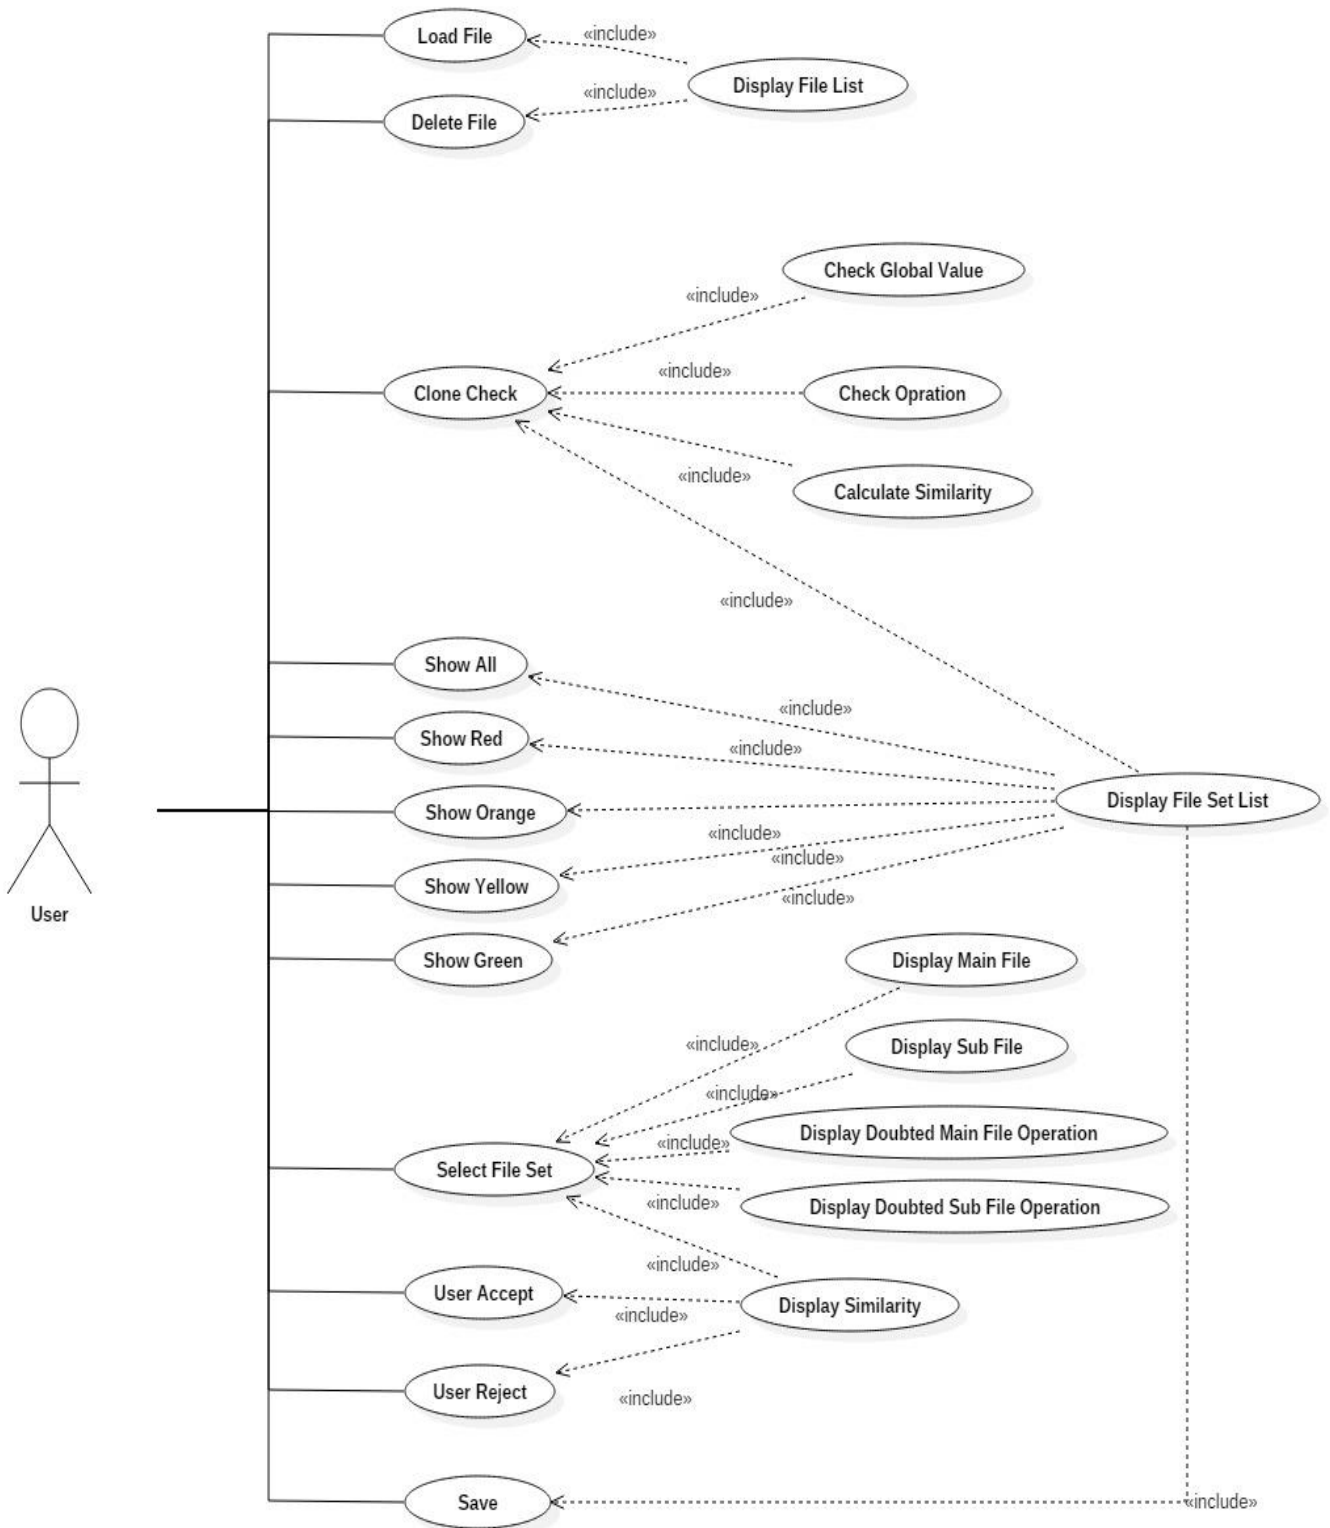 Load File
«include»
Display File List
«include»
Delete File
Check Global Value
«include»
«include»
Clone Check
Check Opration
«include»
Calculate Similarity
«include»
Show All
«include»
Show Red
«include»
Display File Set List
Show Orange
«include»
«include»
Show Yellow
«include»
User
Show Green
Display Main File
«include»
Display Sub File
«include»
Display Doubted Main File Operation
«include»
Select File Set
«include»
Display Doubted Sub File Operation
«include»
User Accept
Display Similarity
«include»
User Reject
«include»
Save
«include»